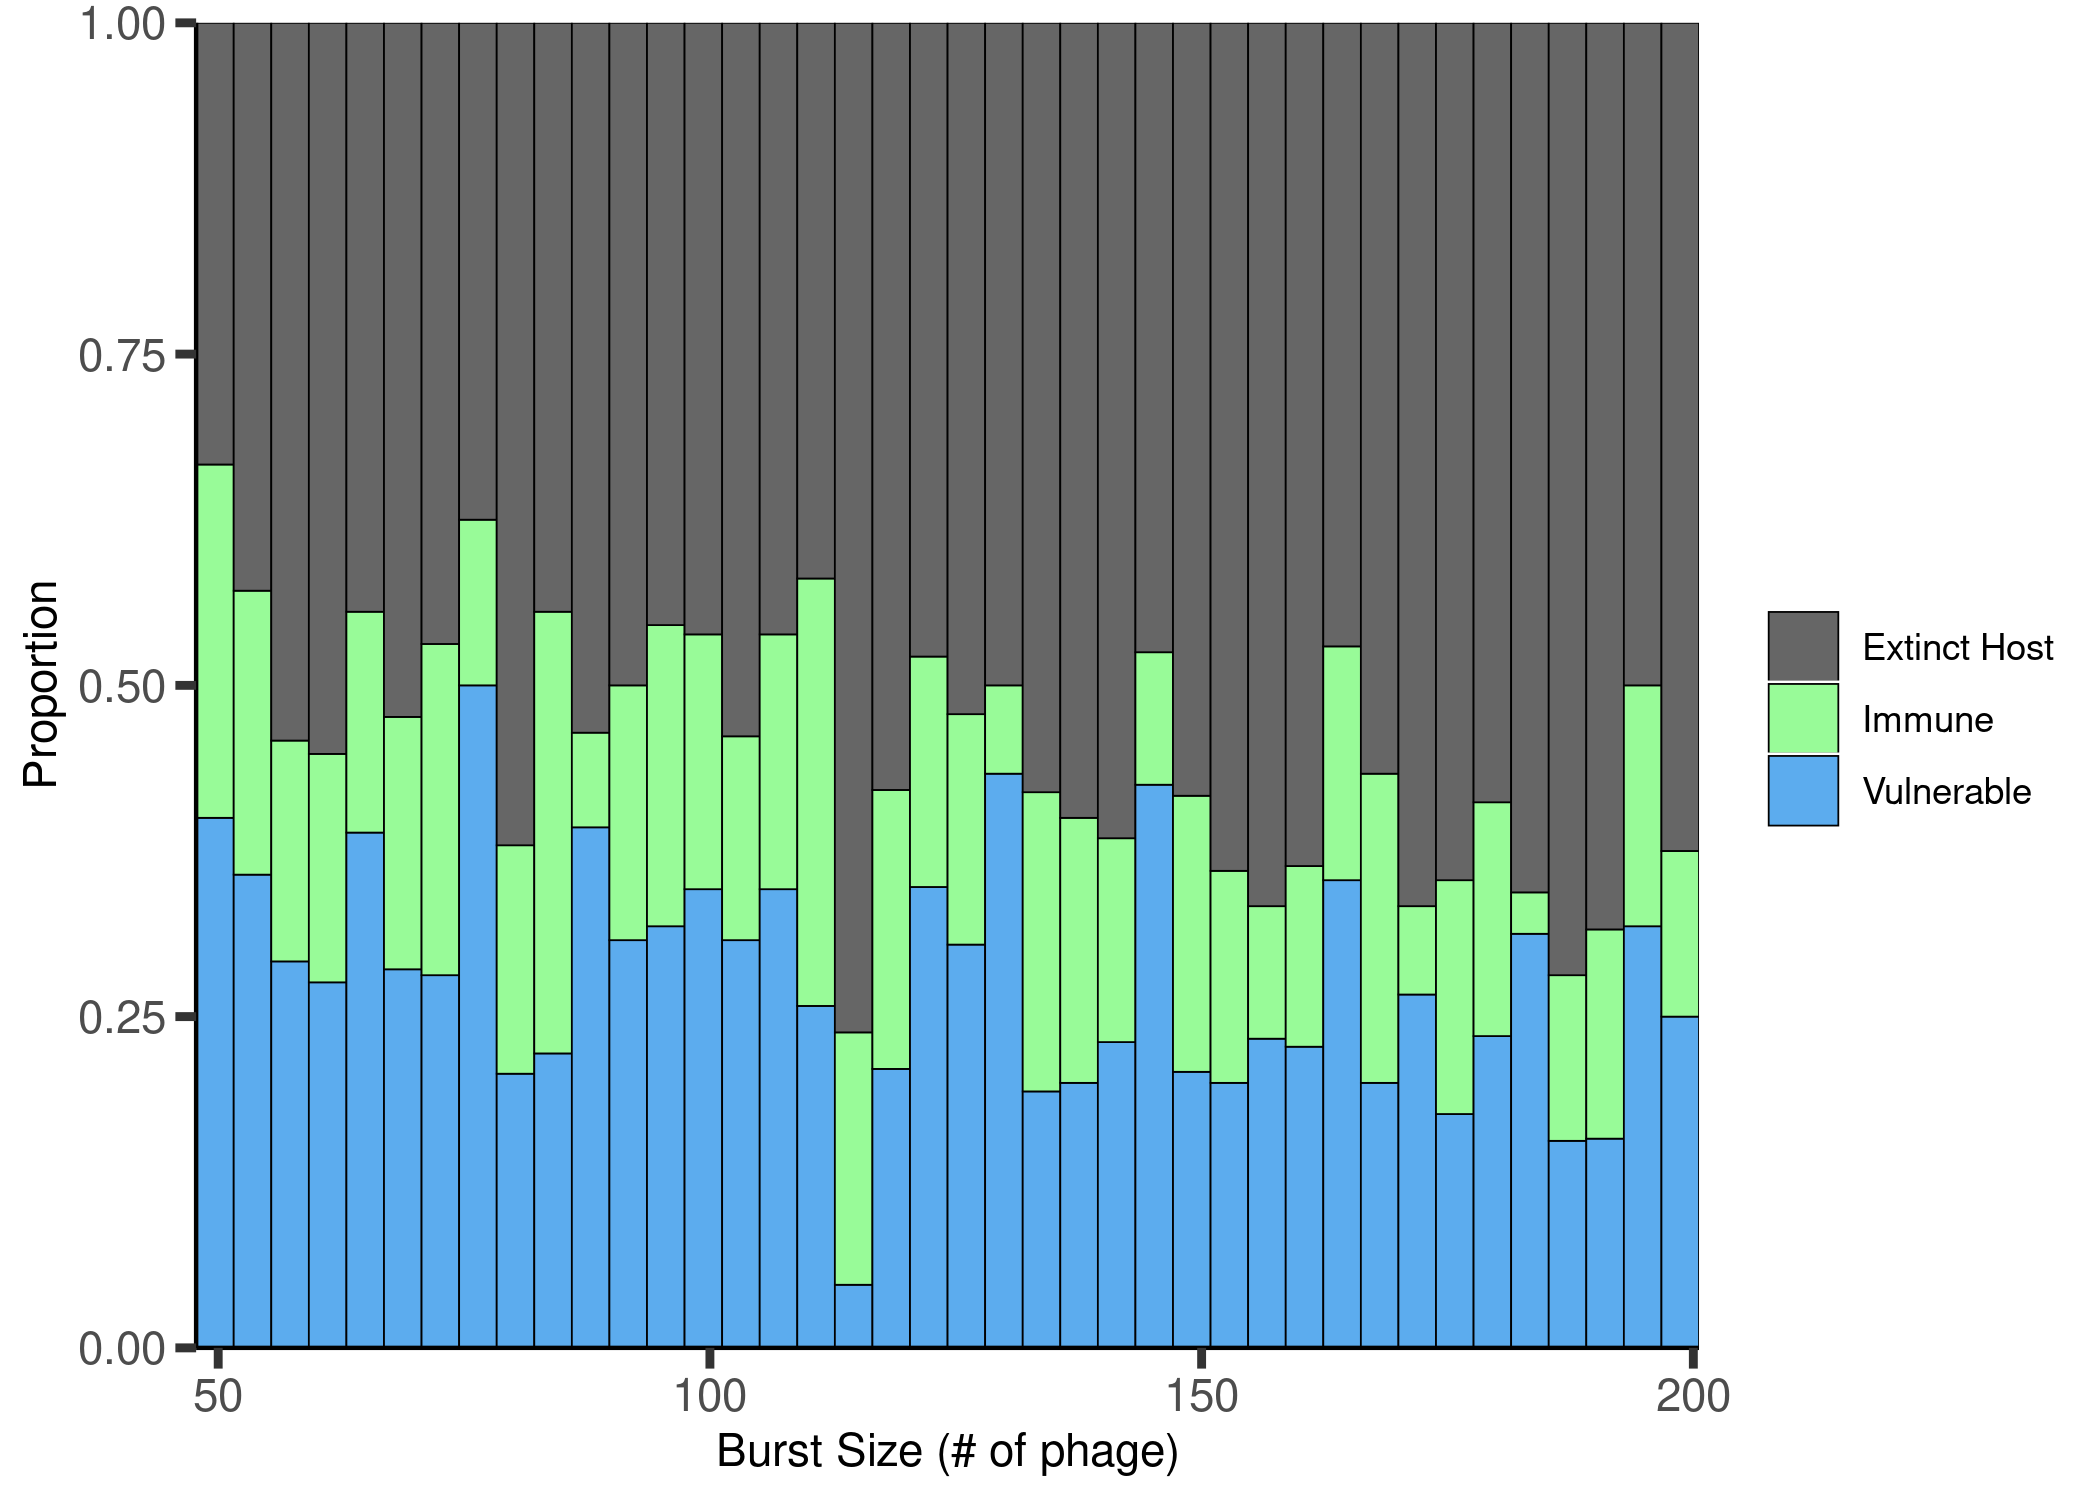 1.00
0.75
0.50
0.25
0.00
Proportion
50 100 150 200
Burst Size (# of phage)
Extinct Host
Immune
Vulnerable